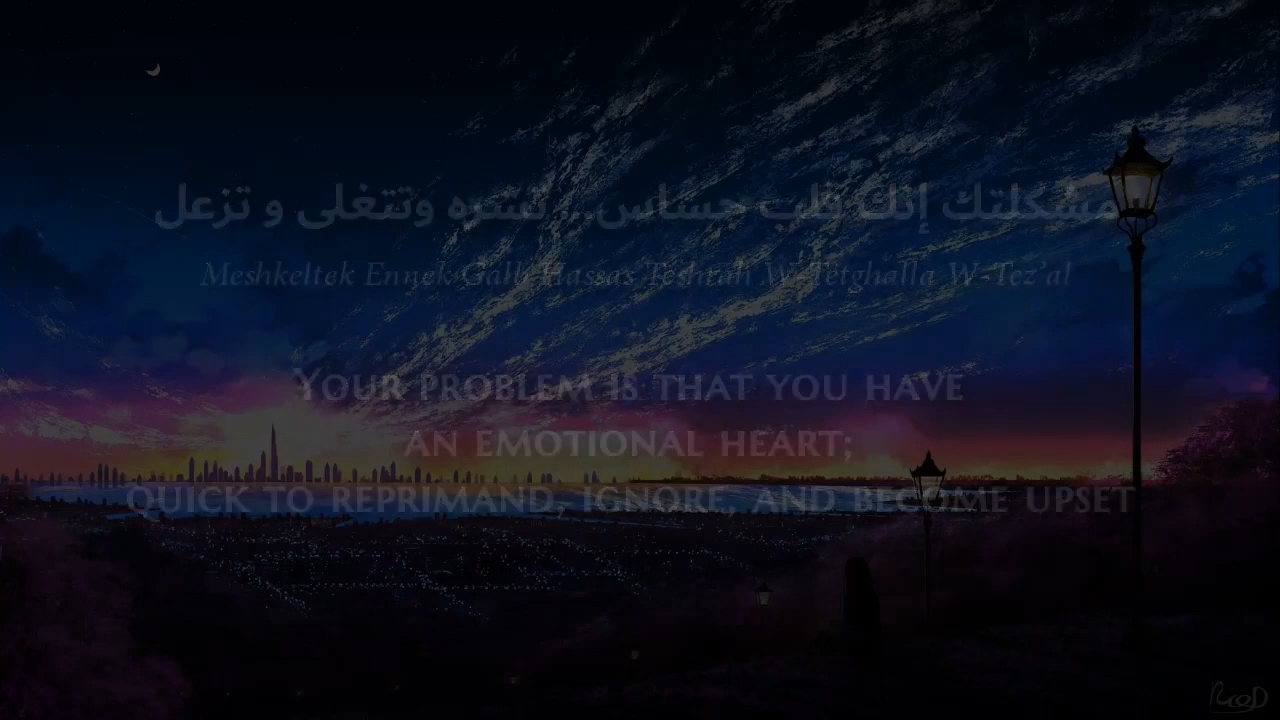 مشكلتك إنك قلب حساس... تشره وتتغلى و تزعل
Meshkeltek Ennek Galb Hassas Teshrah W Tetghalla W Tez'al
YOUR PROBLEM IS THAT YOU HAVE
AN EMOTIONAL HEART;
QUICK TO REPRIMAND, IGNORE, AND BECOME UPSET